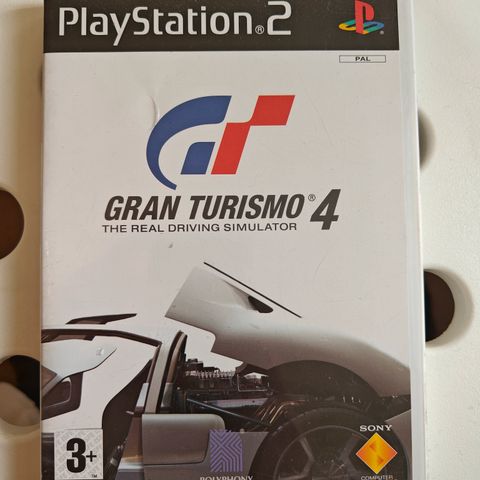 PlayStation®2
PAL
GRAN TURISMO® 4
THE REAL DRIVING SIMULATOR
3+
POLYPHONY
SONY
COMPUTER